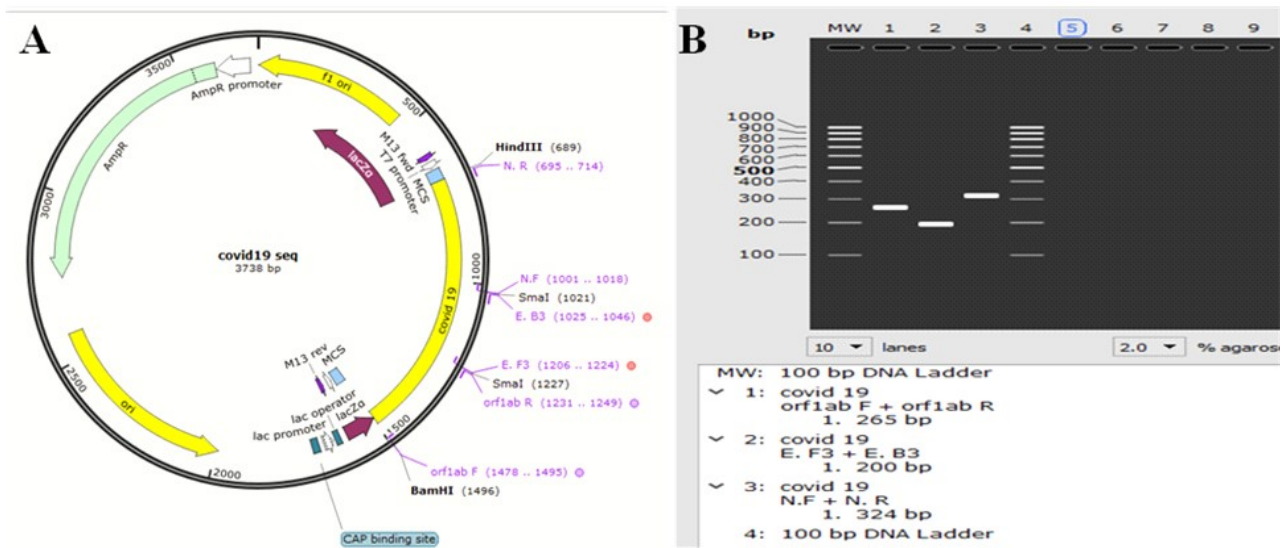 A
3500
AmpR promoter
f1 ori
500
AmpR
lacZα
M13 fwd
T7 promoter
MCS
HindIII (689)
N. R (695 .. 714)
3000
covid19 seq
3738 bp
covid 19
1000
N.F (1001 .. 1018)
SmaI (1021)
E. B3 (1025 .. 1046)
E. F3 (1206 .. 1224)
SmaI (1227)
orf1ab R (1231 .. 1249)
M13 rev
MCS
lac operator
lacZα
lac promoter
2500
ori
1500
2000
orf1ab F (1478 .. 1495)
BamHI (1496)
CAP binding site
B
bp
MW 1 2 3 4 5 6 7 8 9
1000
900
800
700
600
500
400
300
200
100
10 lanes
2.0 % agaros
MW: 100 bp DNA Ladder
1: covid 19
orf1ab F + orf1ab R
1. 265 bp
2: covid 19
E. F3 + E. B3
1. 200 bp
3: covid 19
N.F + N. R
1. 324 bp
4: 100 bp DNA Ladder